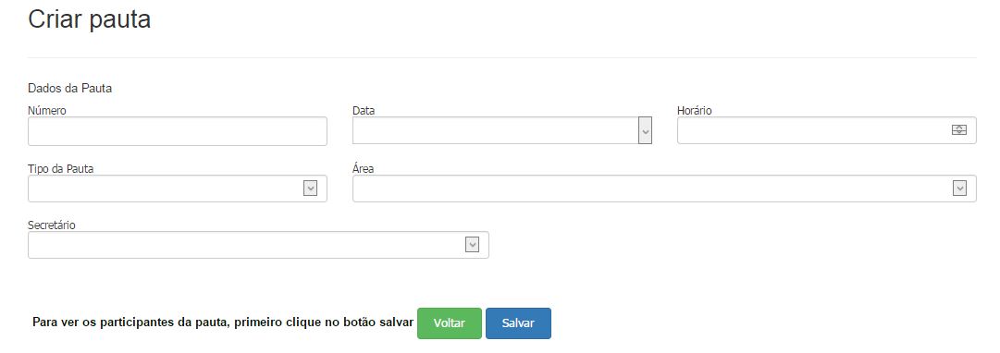 Criar pauta
Dados da Pauta
Número Data Horário
Tipo da Pauta Área
Secretário
Para ver os participantes da pauta, primeiro clique no botão salvar Voltar Salvar